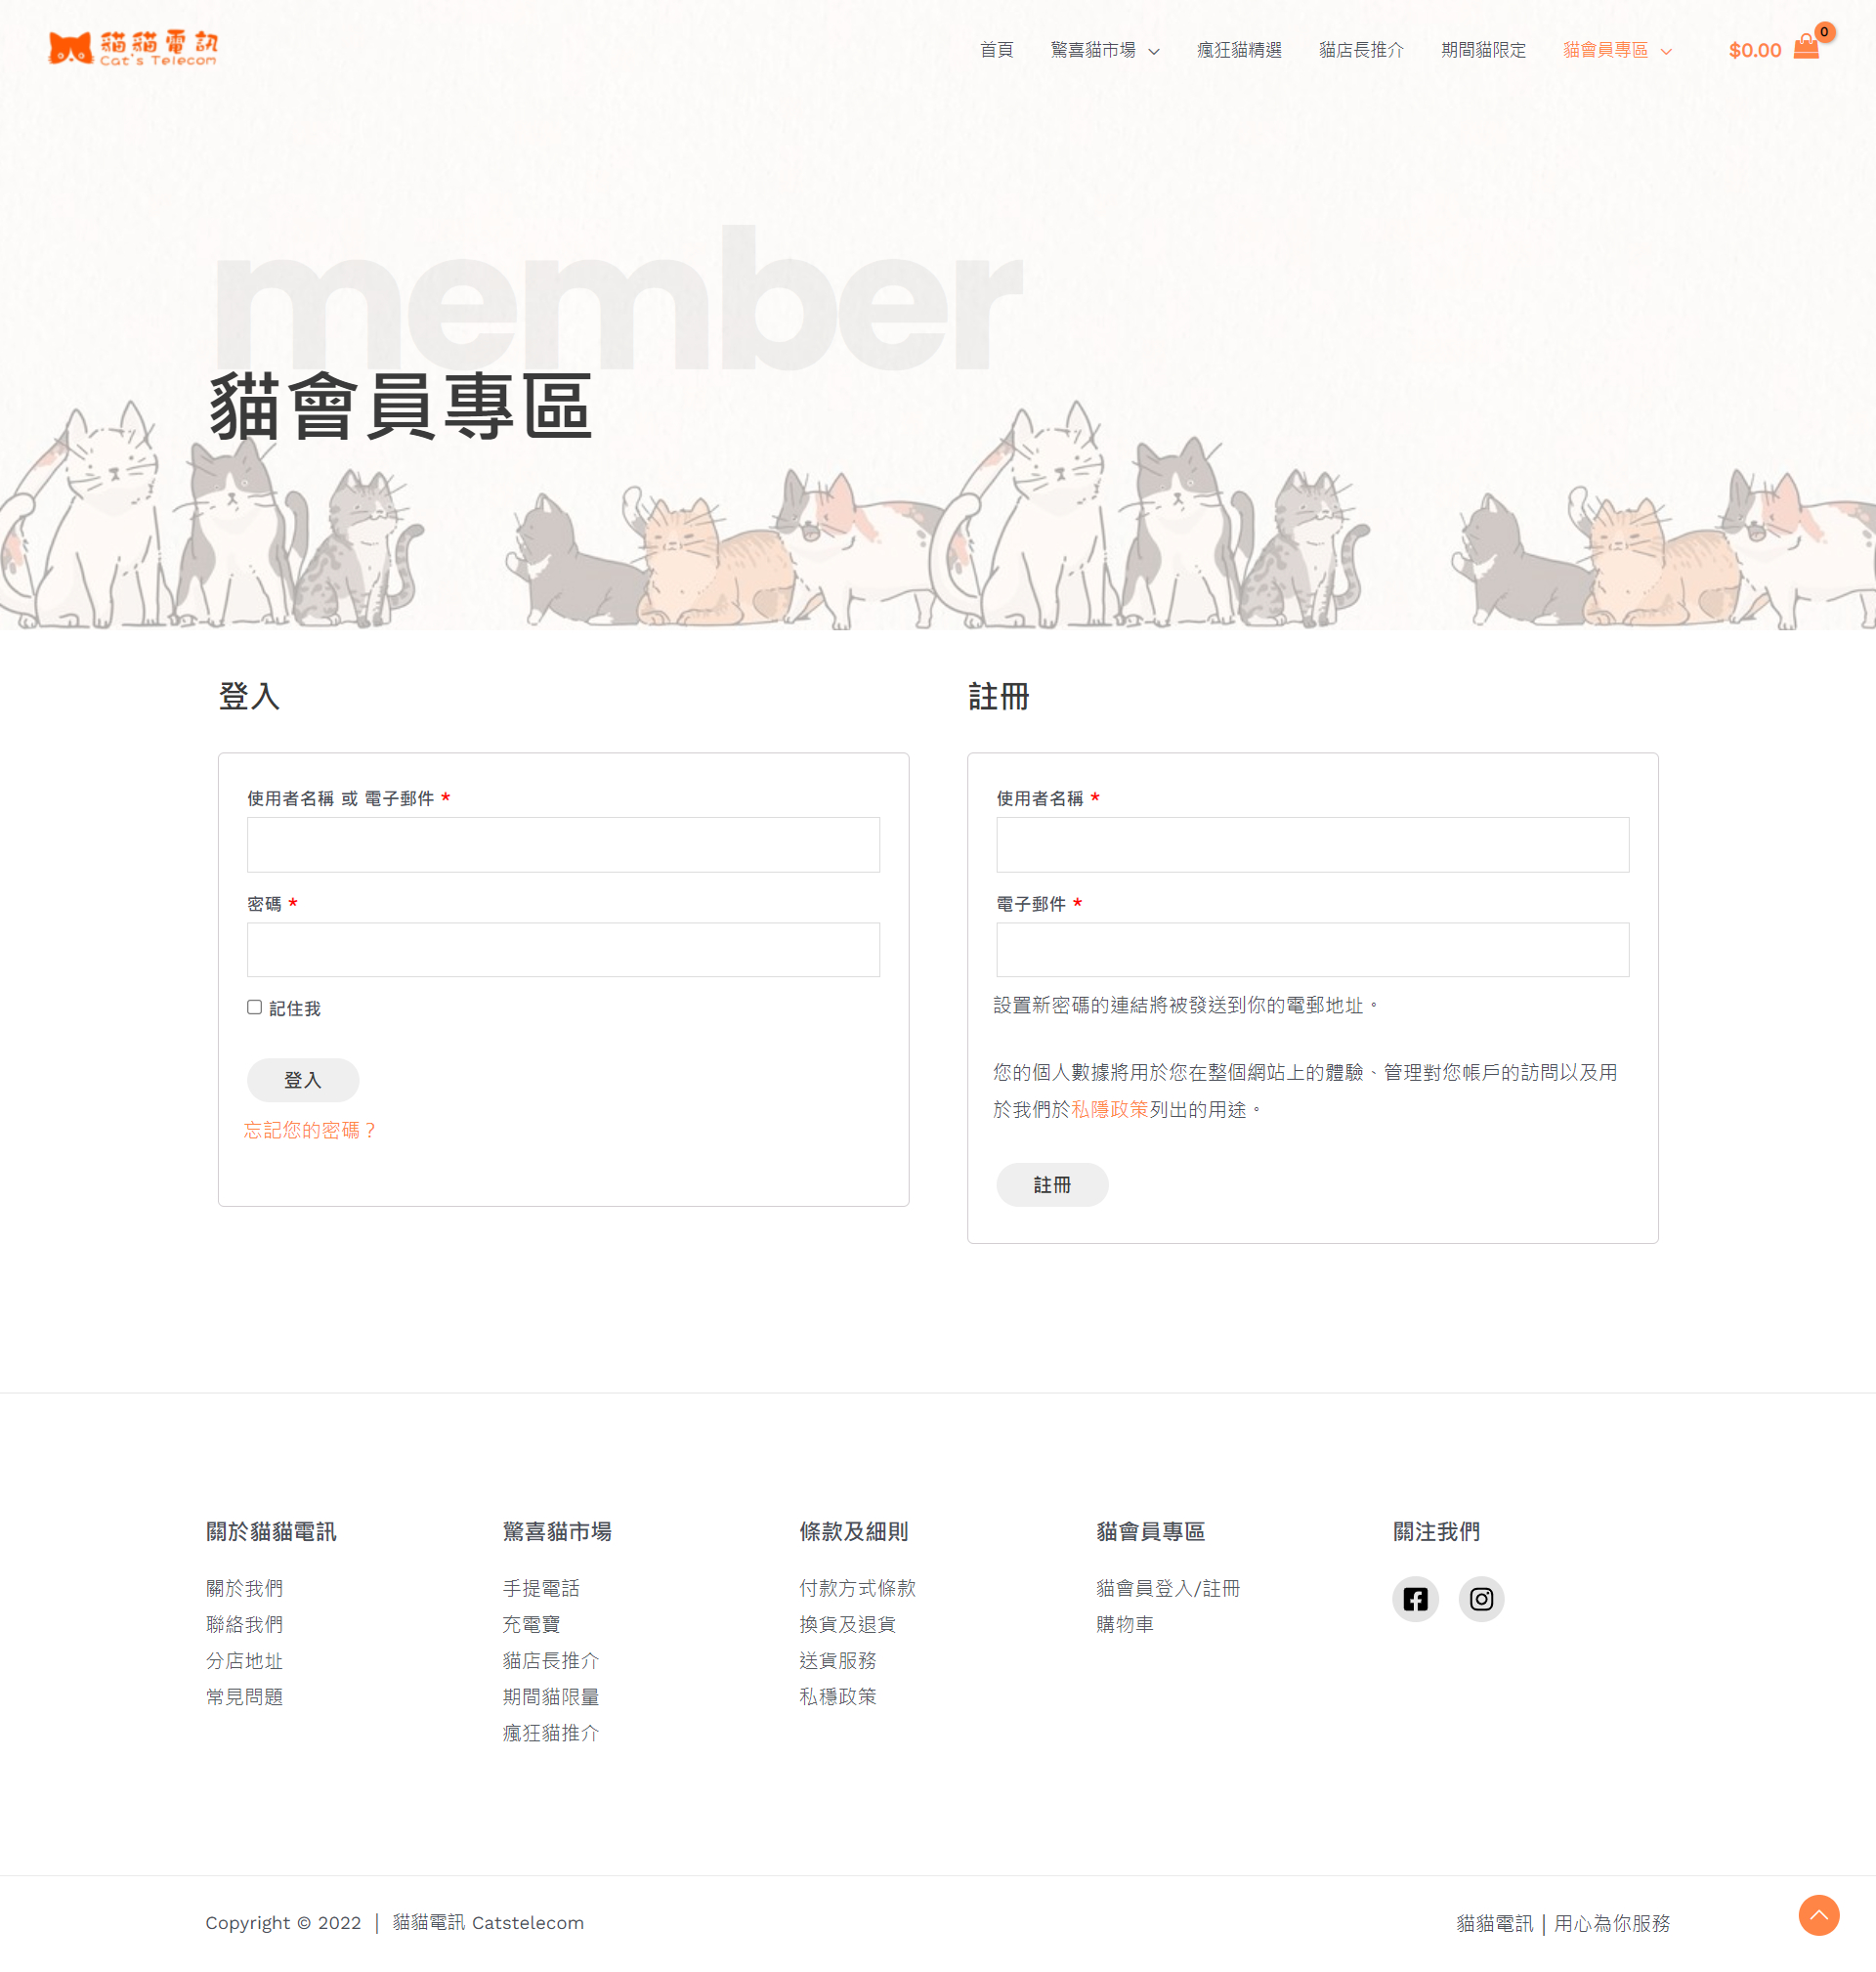 貓貓電訊
Cat's Telecom
首頁
驚喜貓市場
瘋狂貓精選
貓店長推介
期間貓限定
貓會員專區
$0.00
0
member
貓會員專區
登入
使用者名稱 或 電子郵件 *
密碼 *
記住我
登入
忘記您的密碼？
註冊
使用者名稱 *
電子郵件 *
設置新密碼的連結將被發送到你的電郵地址。
您的個人數據將用於您在整個網站上的體驗、管理對您帳戶的訪問以及用
於我們於私隱政策列出的用途。
註冊
關於貓貓電訊
關於我們
聯絡我們
分店地址
常見問題
驚喜貓市場
手提電話
充電寶
貓店長推介
期間貓限量
瘋狂貓推介
條款及細則
付款方式條款
換貨及退貨
送貨服務
私穩政策
貓會員專區
貓會員登入/註冊
購物車
關注我們
Copyright © 2022 ｜ 貓貓電訊 Catstelecom
貓貓電訊 | 用心為你服務